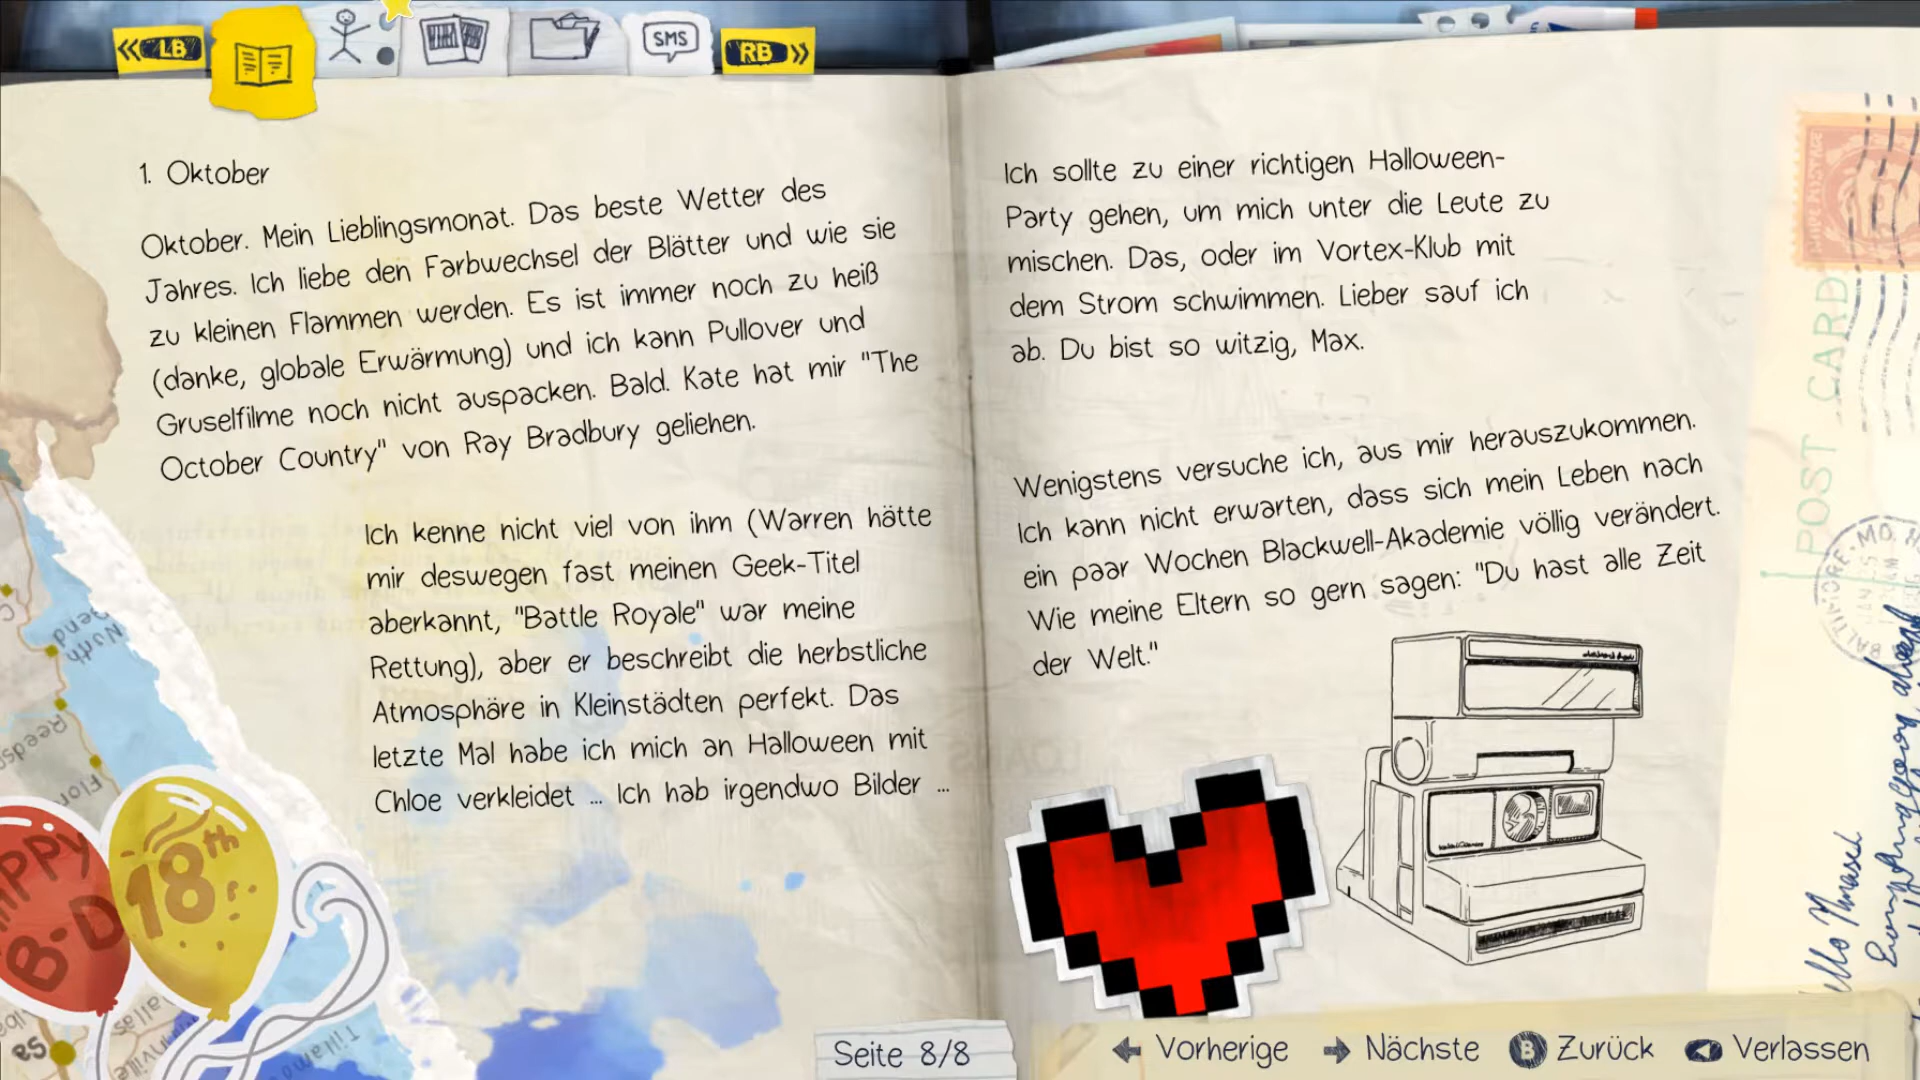 LB
SMS
RB
1. Oktober
Oktober. Mein Lieblingsmonat. Das beste Wetter des
Jahres. Ich liebe den Farbwechsel der Blätter und wie sie
zu kleinen Flammen werden. Es ist immer noch zu heiß
(danke, globale Erwärmung) und ich kann Pullover und
Gruselfilme noch nicht auspacken. Bald. Kate hat mir "The
October Country" von Ray Bradbury geliehen.
Ich kenne nicht viel von ihm (Warren hätte
mir deswegen fast meinen Geek-Titel
aberkannt, "Battle Royale" war meine
Rettung), aber er beschreibt die herbstliche
Atmosphäre in Kleinstädten perfekt. Das
letzte Mal habe ich mich an Halloween mit
Chloe verkleidet ... Ich hab irgendwo Bilder ...
North
Bend
Reedsp
Flor
HAPPY
B-D
18th
Tillamo
Ich sollte zu einer richtigen Halloween-
Party gehen, um mich unter die Leute zu
mischen. Das, oder im Vortex-Klub mit
dem Strom schwimmen. Lieber sauf ich
ab. Du bist so witzig, Max.
Wenigstens versuche ich, aus mir herauszukommen.
Ich kann nicht erwarten, dass sich mein Leben nach
ein paar Wochen Blackwell-Akademie völlig verändert.
Wie meine Eltern so gern sagen: "Du hast alle Zeit
der Welt."
POST CARD
Seite 8/8
Vorherige
Nächste
B Zurück
Verlassen